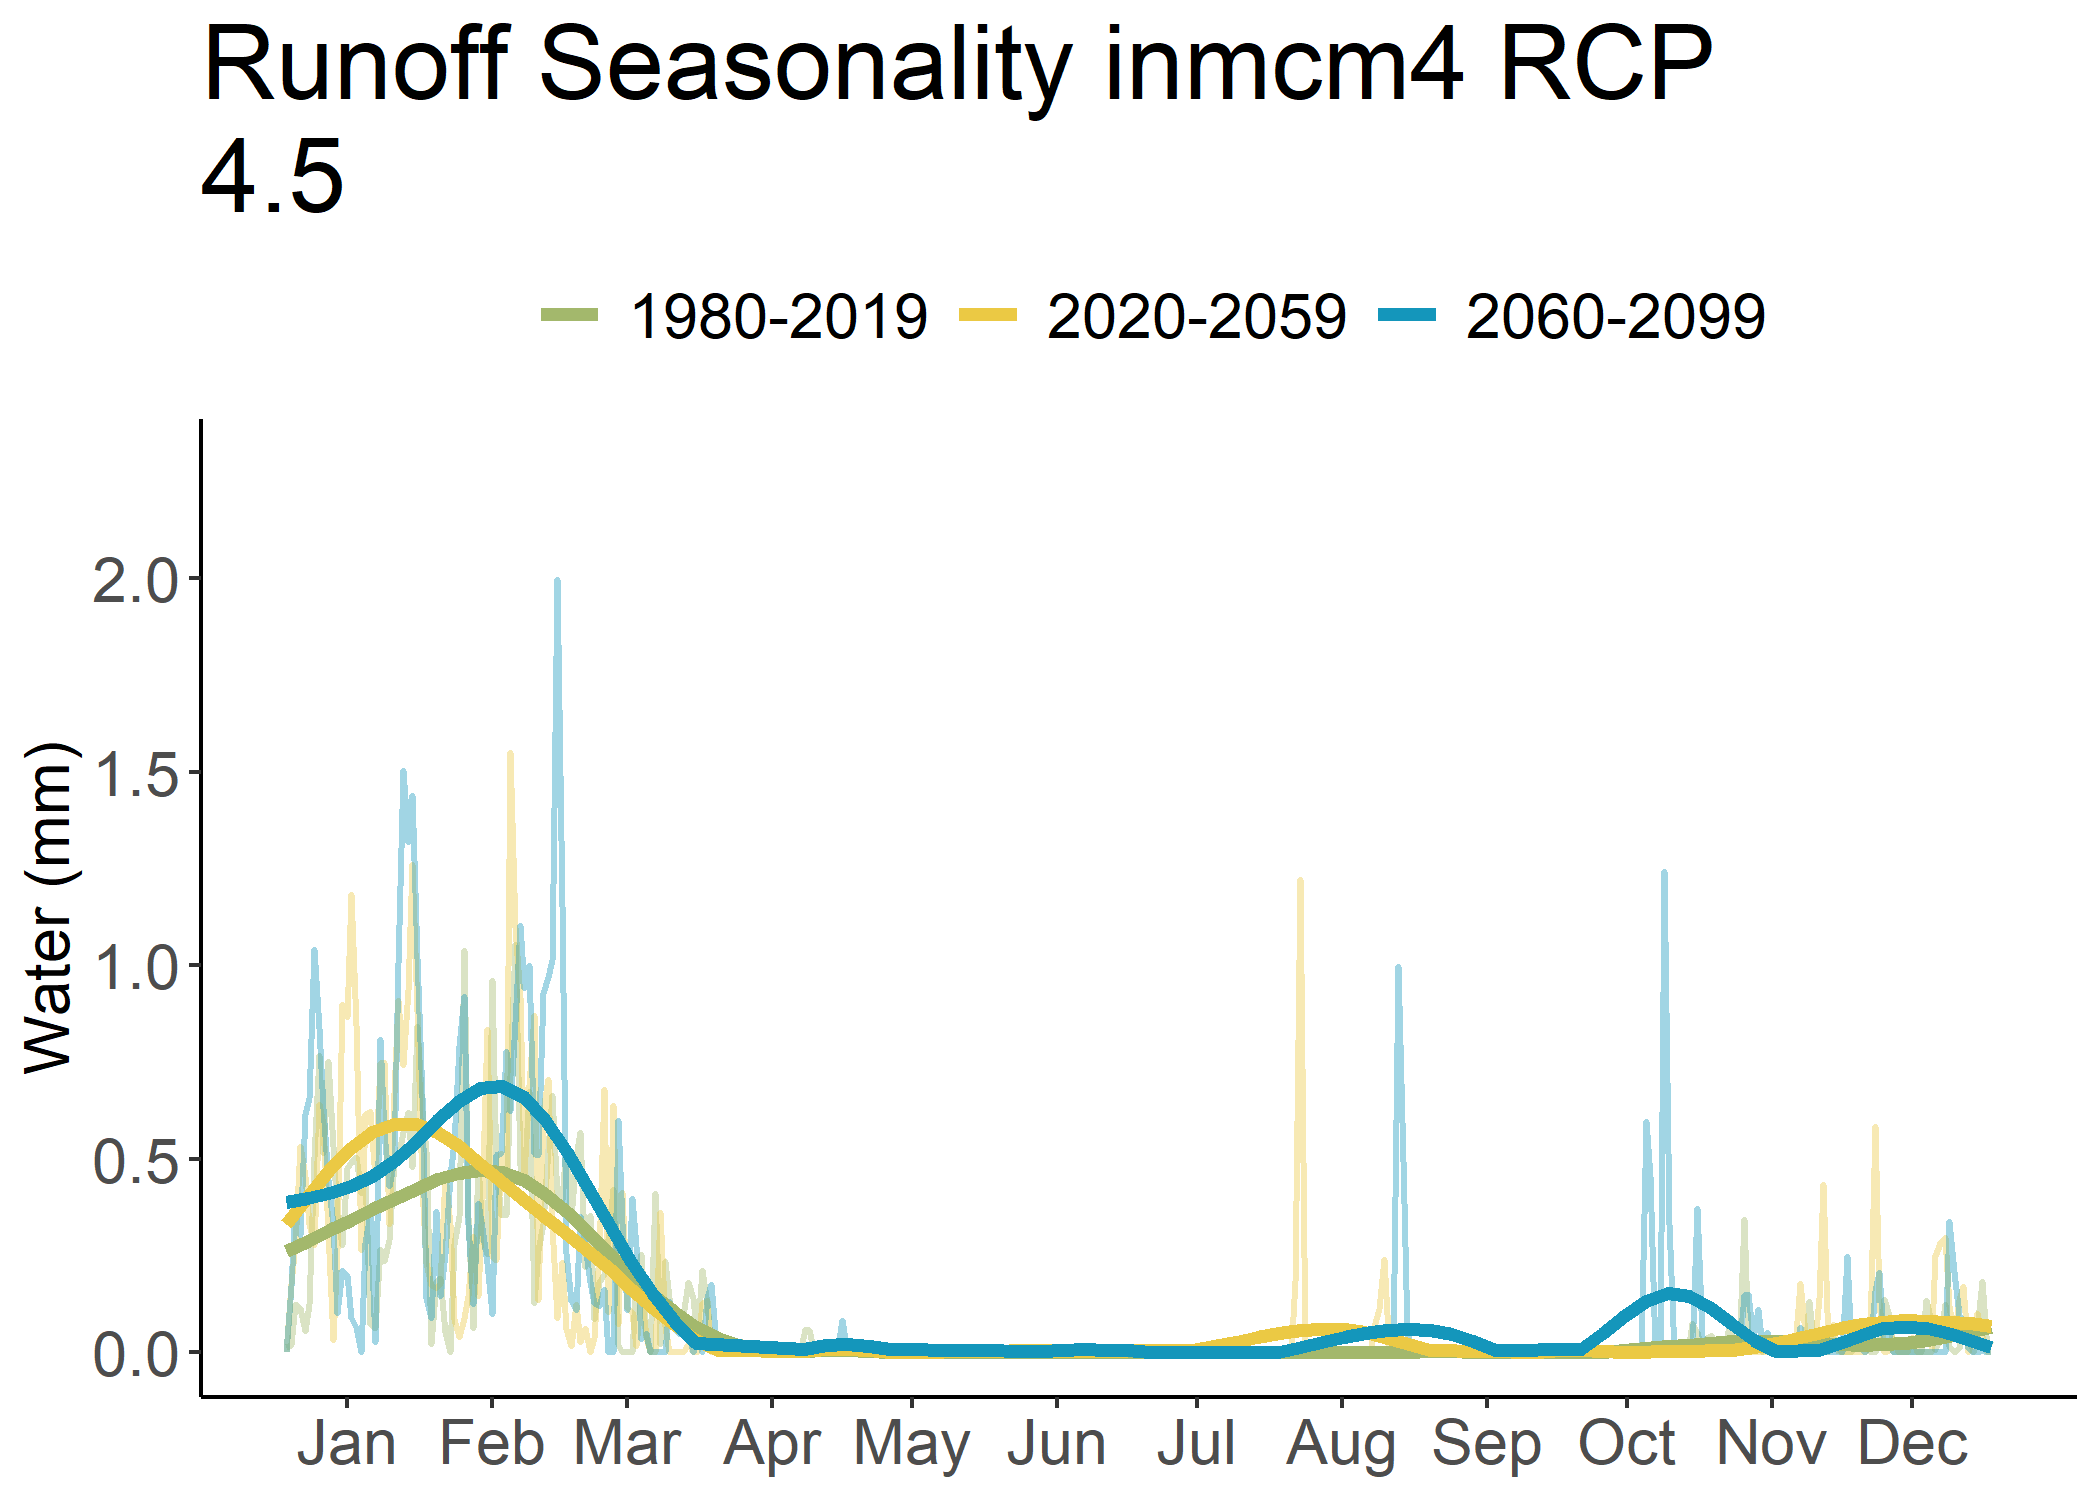 Runoff Seasonality inmcm4 RCP
4.5
1980-2019 2020-2059 2060-2099
Water (mm)
2.0
1.5
1.0
0.5
0.0
Jan Feb Mar Apr May Jun Jul Aug Sep Oct Nov Dec